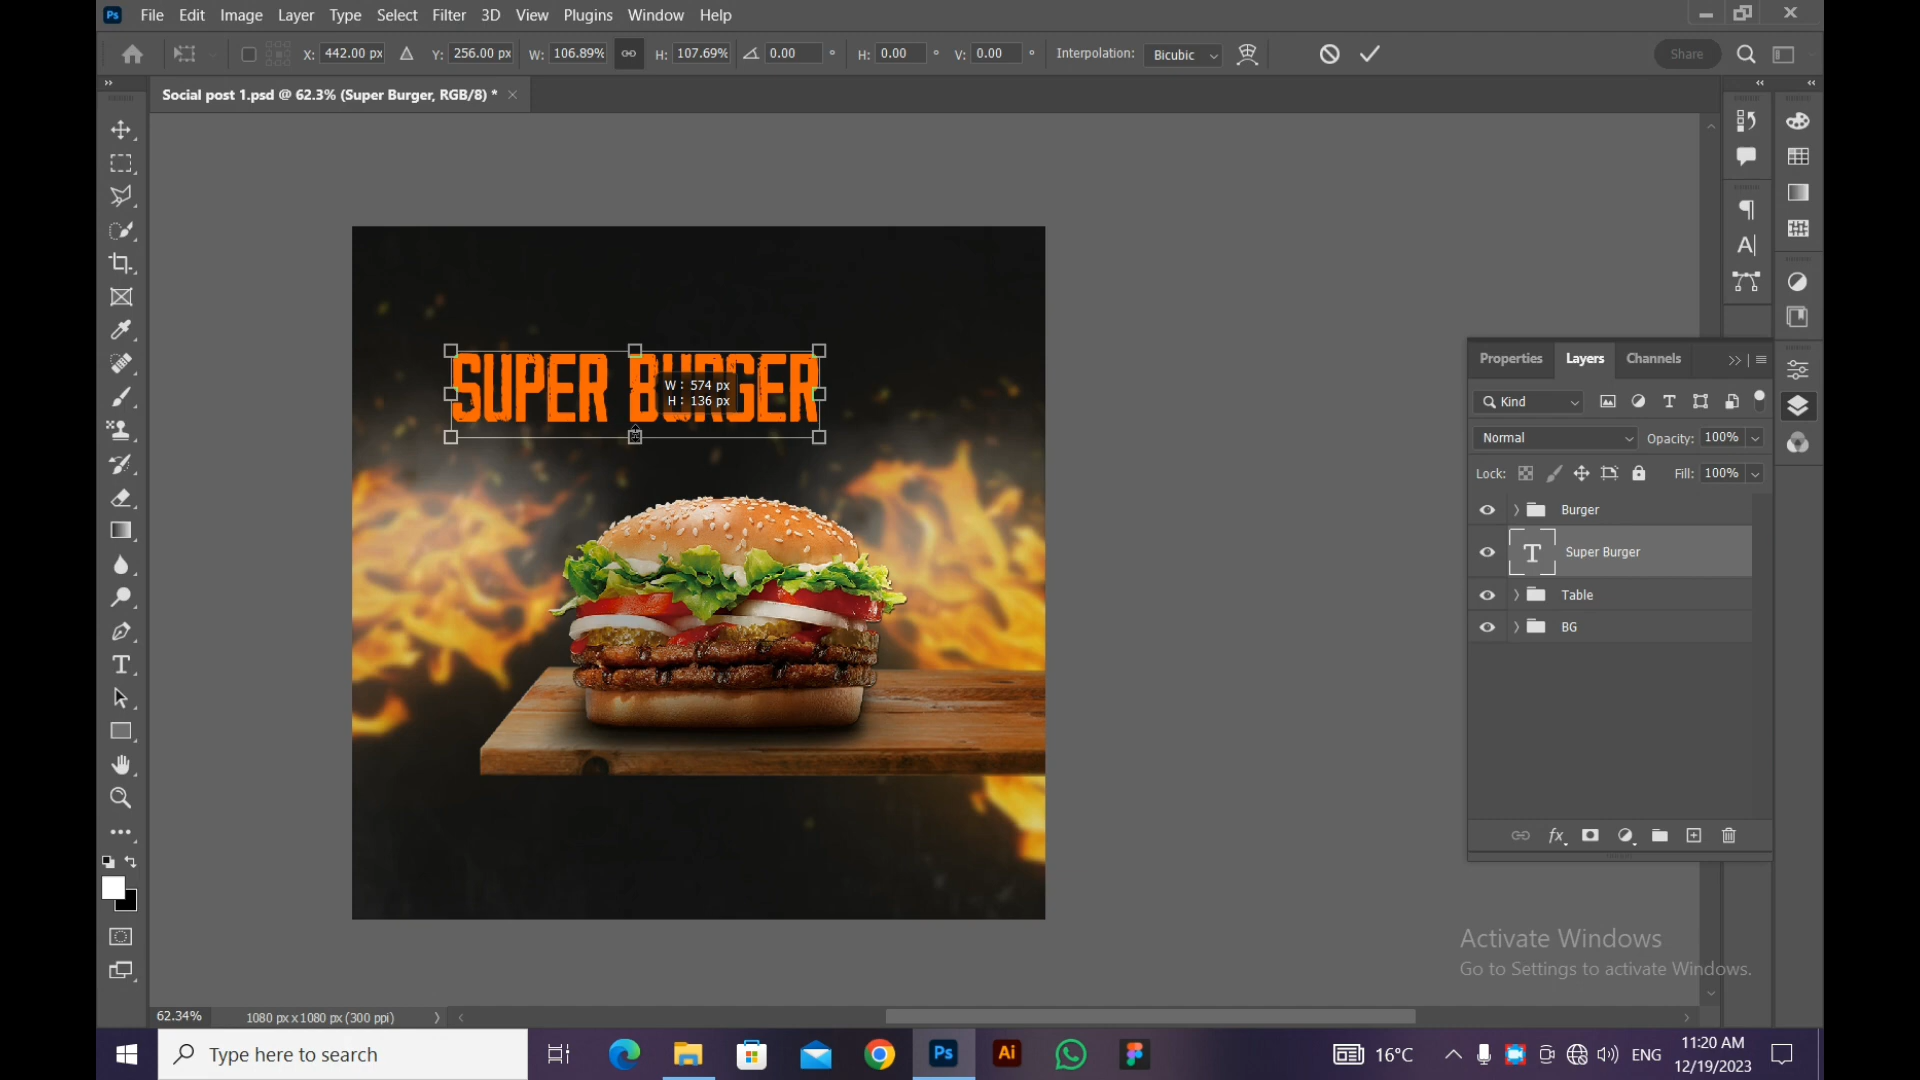 Ps File Edit Image Layer Type Select Filter 3D View Plugins Window Help
X: 442.00 px Y: 256.00 px W: 106.89% H: 107.69% 0.00 ° H: 0.00 ° V: 0.00 ° Interpolation: Bicubic Share
Social post 1.psd @ 62.3% (Super Burger, RGB/8) *
SUPER BURGER
W : 574 px
H : 136 px
Properties Layers Channels
Kind
Normal Opacity: 100%
Lock: Fill: 100%
Burger
T Super Burger
Table
BG
fx
Activate Windows
Go to Settings to activate Windows.
62.34% 1080 px x 1080 px (300 ppi)
Type here to search
Ps Ai
16°C
ENG
11:20 AM
12/19/2023